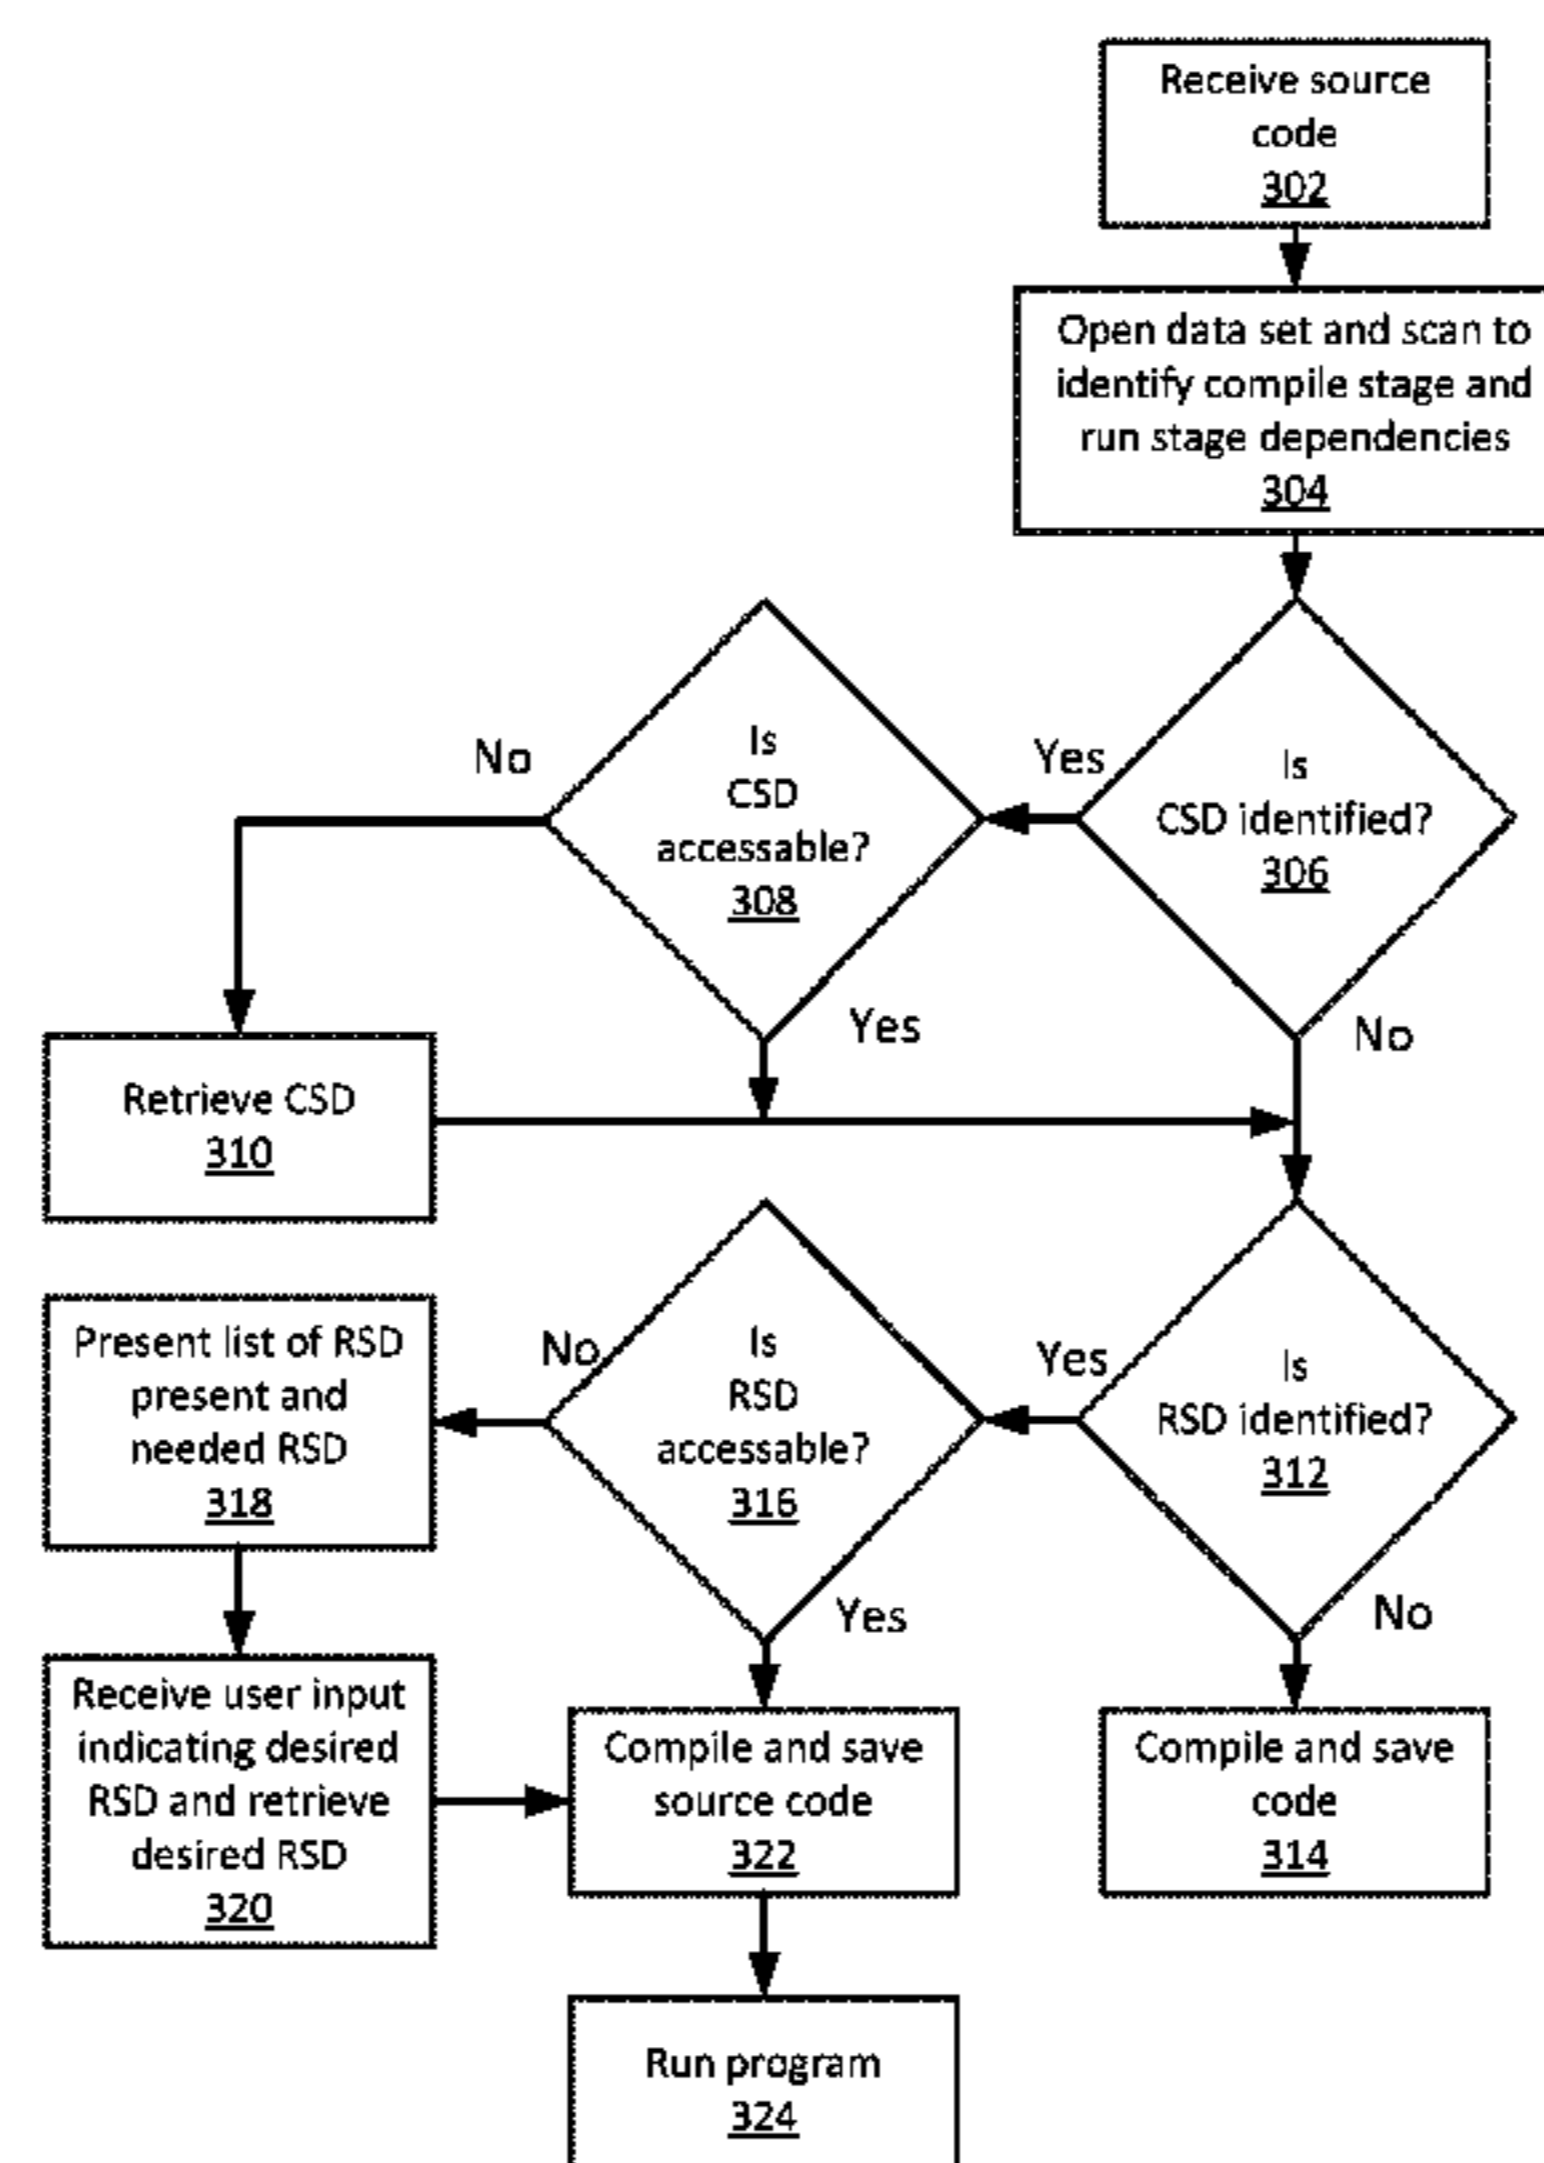 Receive source
code
302
Open data set and scan to
identify compile stage and
run stage dependencies
304
Is
CSD identified?
306
Yes
No
Is
CSD
accessable?
308
No
Yes
Retrieve CSD
310
Is
RSD identified?
312
Yes
No
Is
RSD
accessable?
316
No
Yes
Present list of RSD
present and
needed RSD
318
Receive user input
indicating desired
RSD and retrieve
desired RSD
320
Compile and save
source code
322
Compile and save
code
314
Run program
324